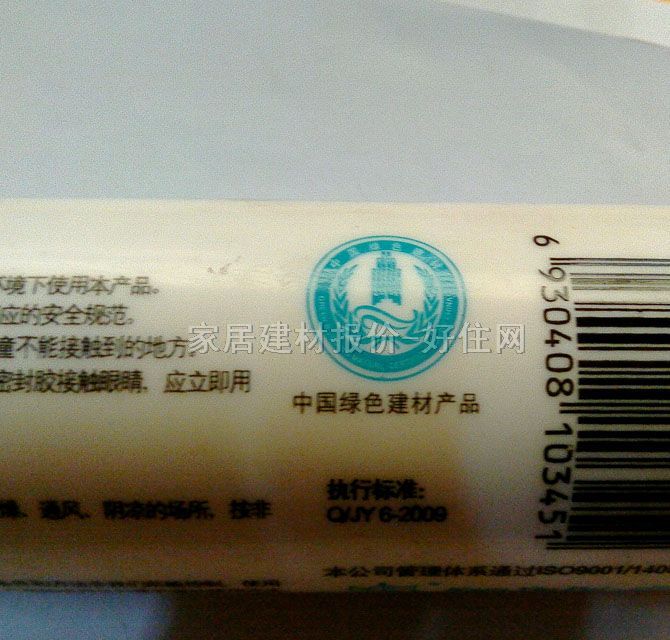 环境下使用本产品。
应的安全规范。
童不能接触到的地方。
密封胶接触眼睛，应立即用
通风、阴凉的场所，按非
中国绿色建材产品
执行标准：
Q/JY 6-2009
本公司管理体系通过ISO9001/1400
6 930408 103451
家居建材报价-好住网